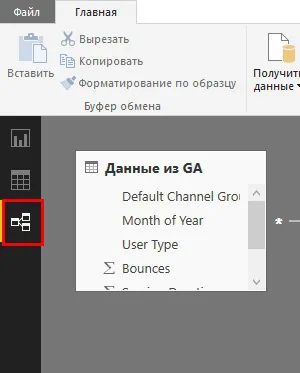 Файл
Главная
Вырезать
Копировать
Форматирование по образцу
Вставить
Буфер обмена
Получить
данные
Данные из GA
Default Channel Grou
Month of Year
User Type
Σ Bounces
*